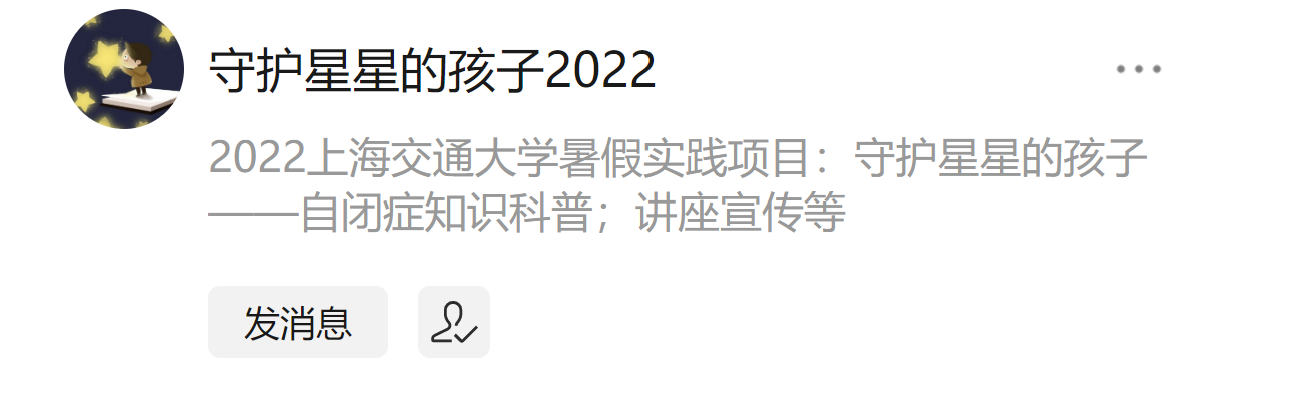 守护星星的孩子2022
2022上海交通大学暑假实践项目：守护星星的孩子
——自闭症知识科普；讲座宣传等
发消息